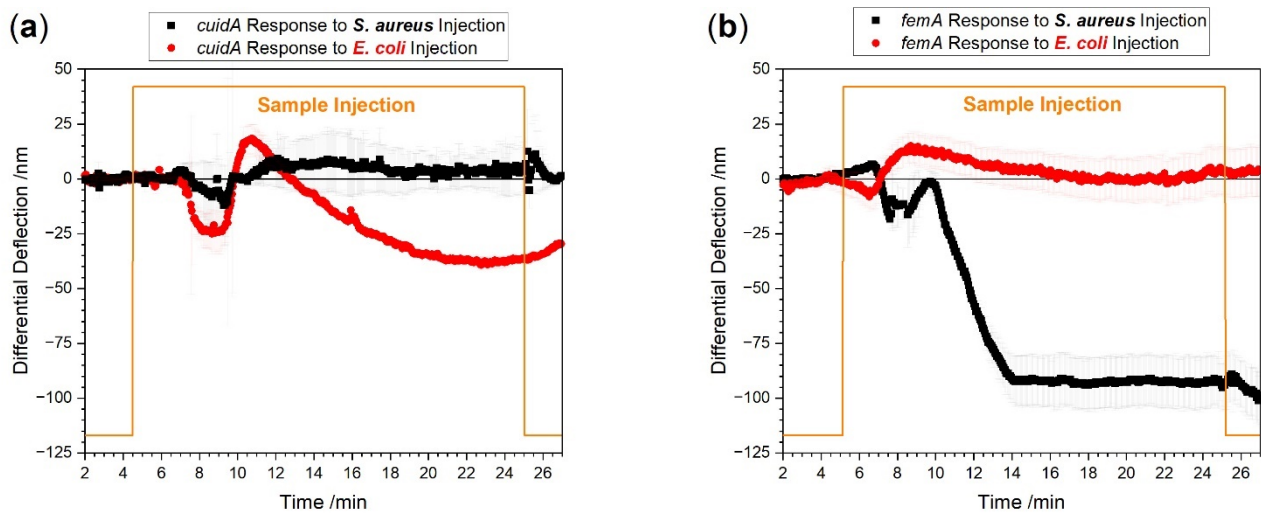 (a)
cuidA Response to S. aureus Injection
cuidA Response to E. coli Injection
50
25
0
−25
−50
−75
−100
−125
Differential Deflection /nm
Sample Injection
2 4 6 8 10 12 14 16 18 20 22 24 26
Time /min
(b)
femA Response to S. aureus Injection
femA Response to E. coli Injection
50
25
0
−25
−50
−75
−100
−125
Differential Deflection /nm
Sample Injection
2 4 6 8 10 12 14 16 18 20 22 24 26
Time /min